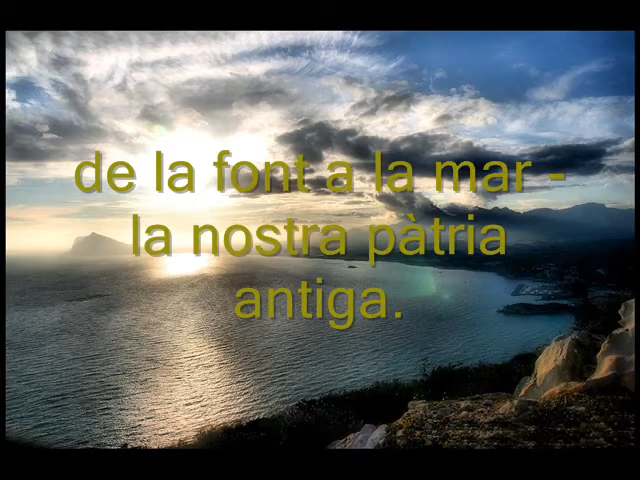 de la font a la mar -
la nostra pàtria
antiga.